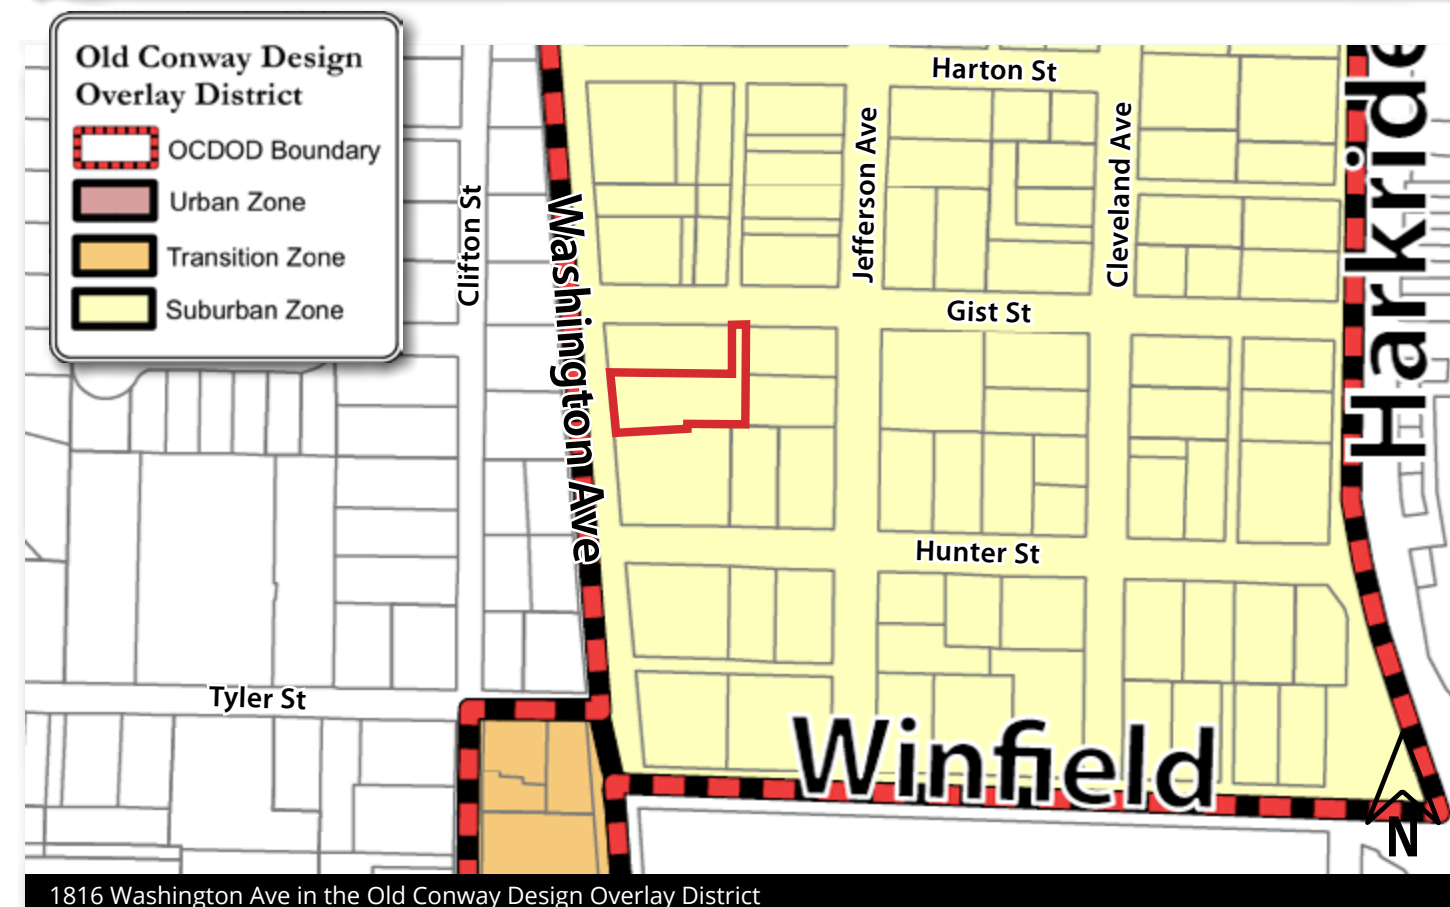 Old Conway Design
Overlay District
OCDOD Boundary
Urban Zone
Transition Zone
Suburban Zone
Harton St
Jefferson Ave
Cleveland Ave
Harkride
Clifton St
Washington Ave
Gist St
Hunter St
Tyler St
Winfield
N
1816 Washington Ave in the Old Conway Design Overlay District